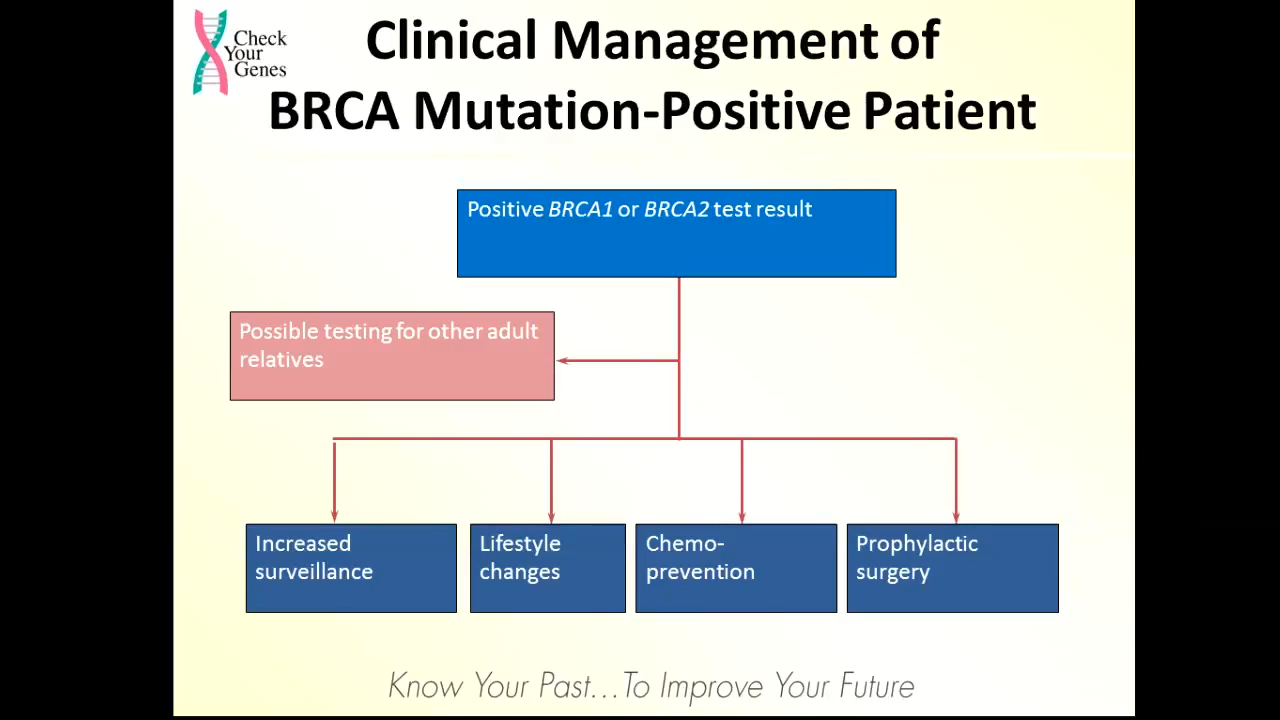 Check
Your
Genes
Clinical Management of
BRCA Mutation-Positive Patient
Positive BRCA1 or BRCA2 test result
Possible testing for other adult
relatives
Increased
surveillance
Lifestyle
changes
Chemo-
prevention
Prophylactic
surgery
Know Your Past...To Improve Your Future